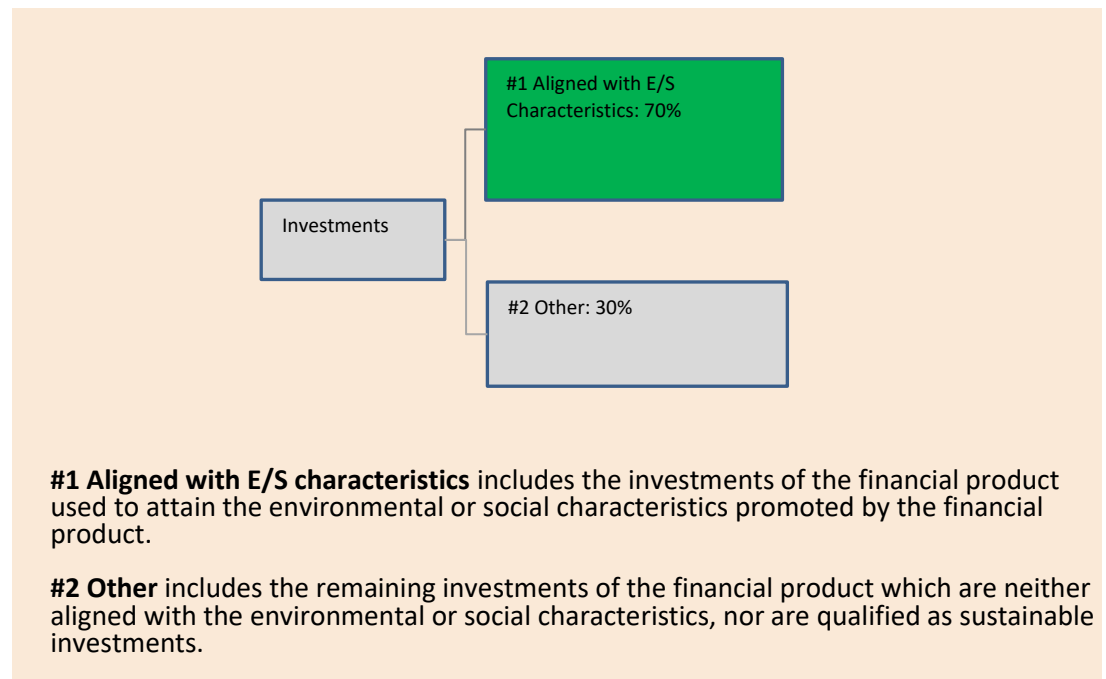 #1 Aligned with E/S
Characteristics: 70%
Investments
#2 Other: 30%
#1 Aligned with E/S characteristics includes the investments of the financial product
used to attain the environmental or social characteristics promoted by the financial
product.
#2 Other includes the remaining investments of the financial product which are neither
aligned with the environmental or social characteristics, nor are qualified as sustainable
investments.